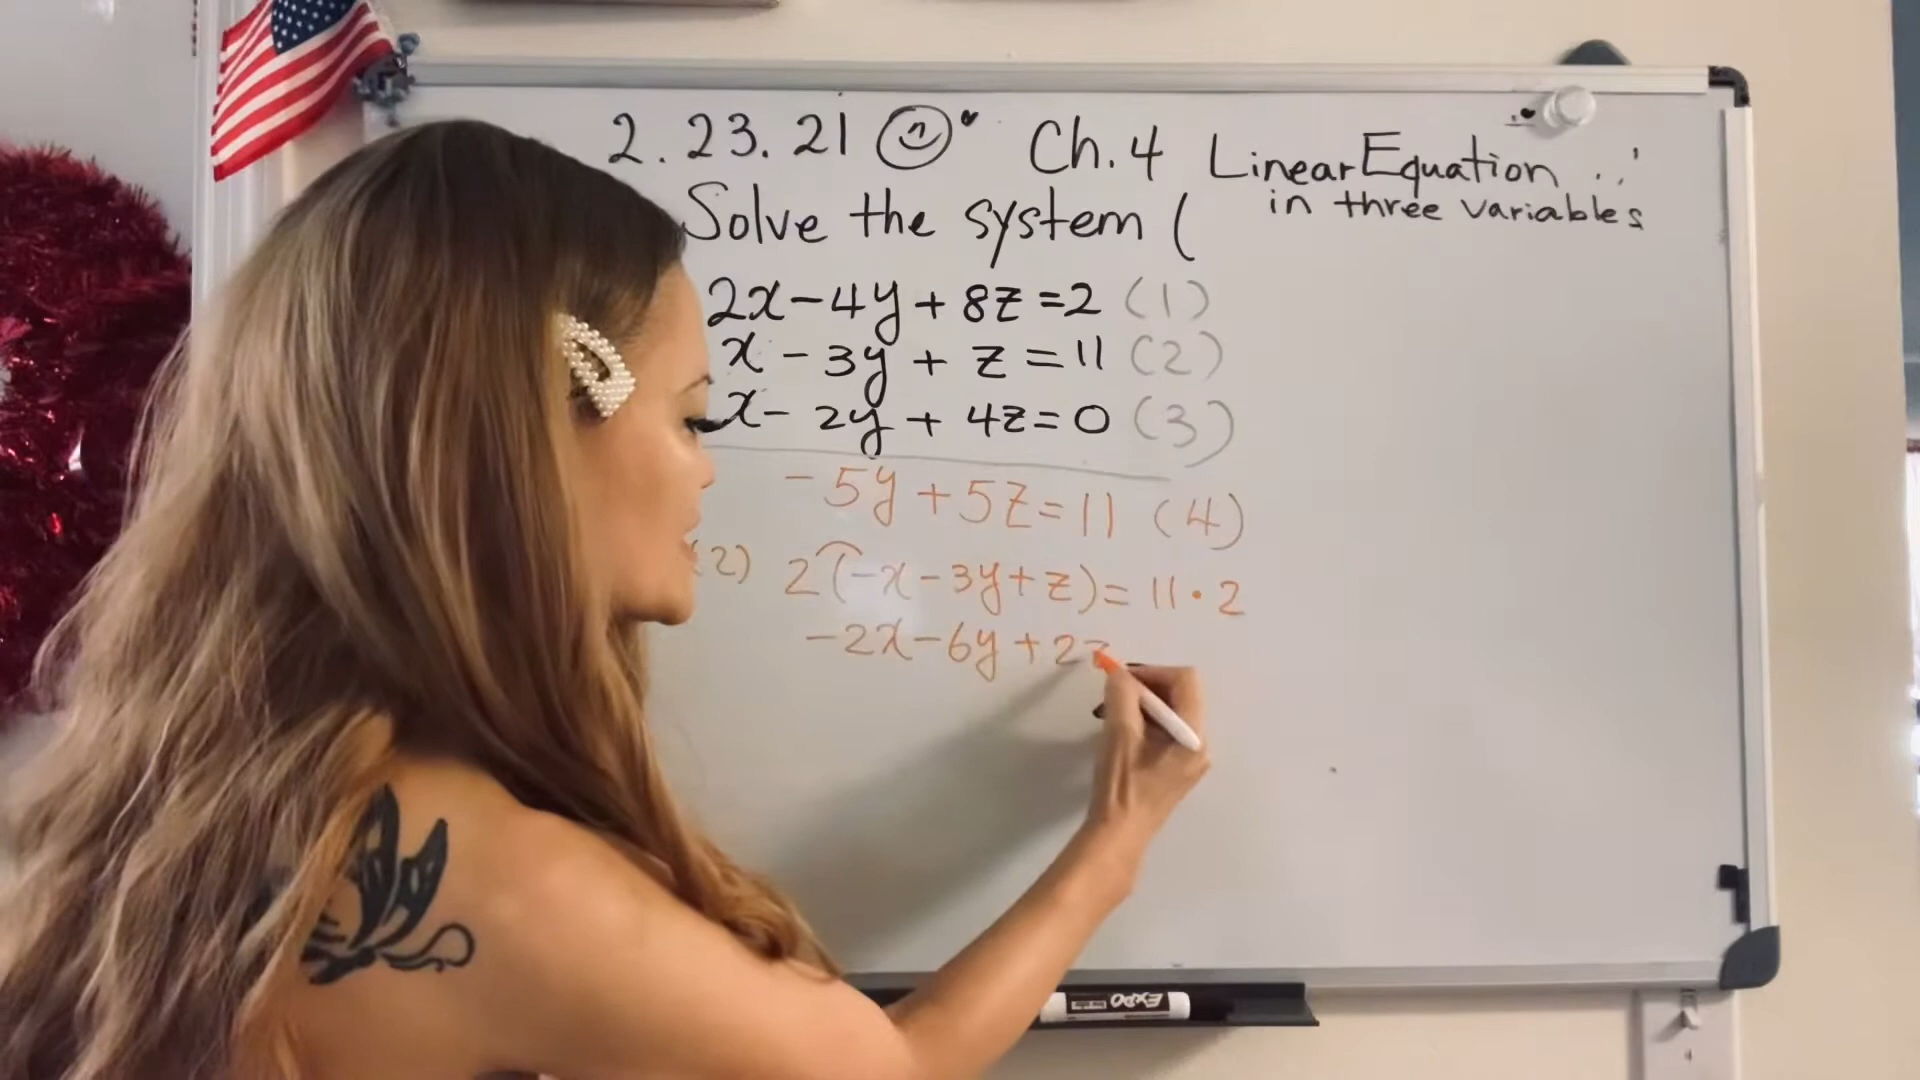 2.23.21 Ch.4 Linear Equation
in three variables
Solve the system (
2x-4y+8z=2 (1)
x-3y+z=11 (2)
x-2y+4z=0 (3)
-5y+5z=11 (4)
(2) 2(-x-3y+z)=11·2
-2x-6y+2z
EXPO